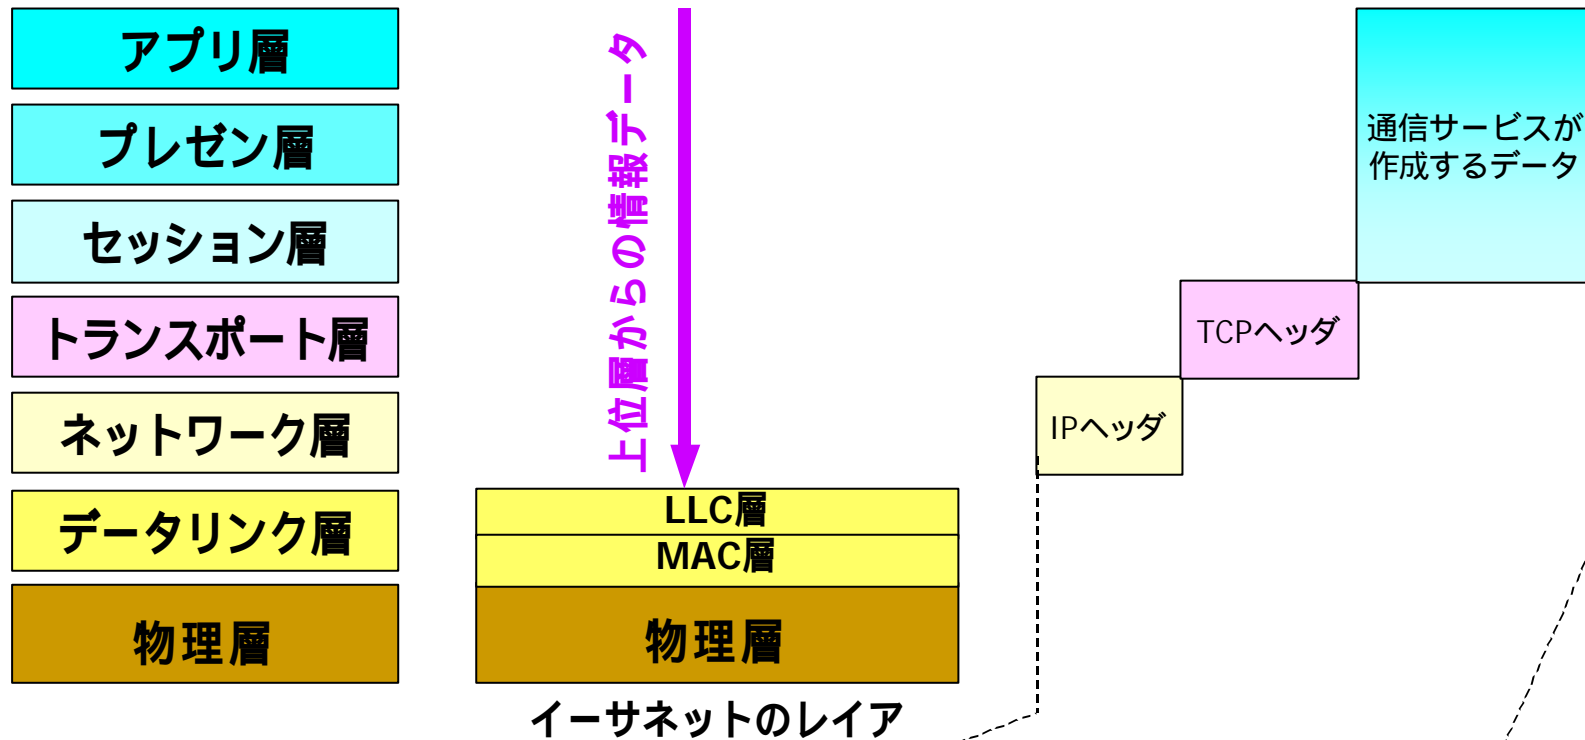 アプリ層
プレゼン層
セッション層
トランスポート層
ネットワーク層
データリンク層
物理層
上位層からの情報データ
LLC層
MAC層
物理層
イーサネットのレイア
通信サービスが
作成するデータ
TCPヘッダ
IPヘッダ